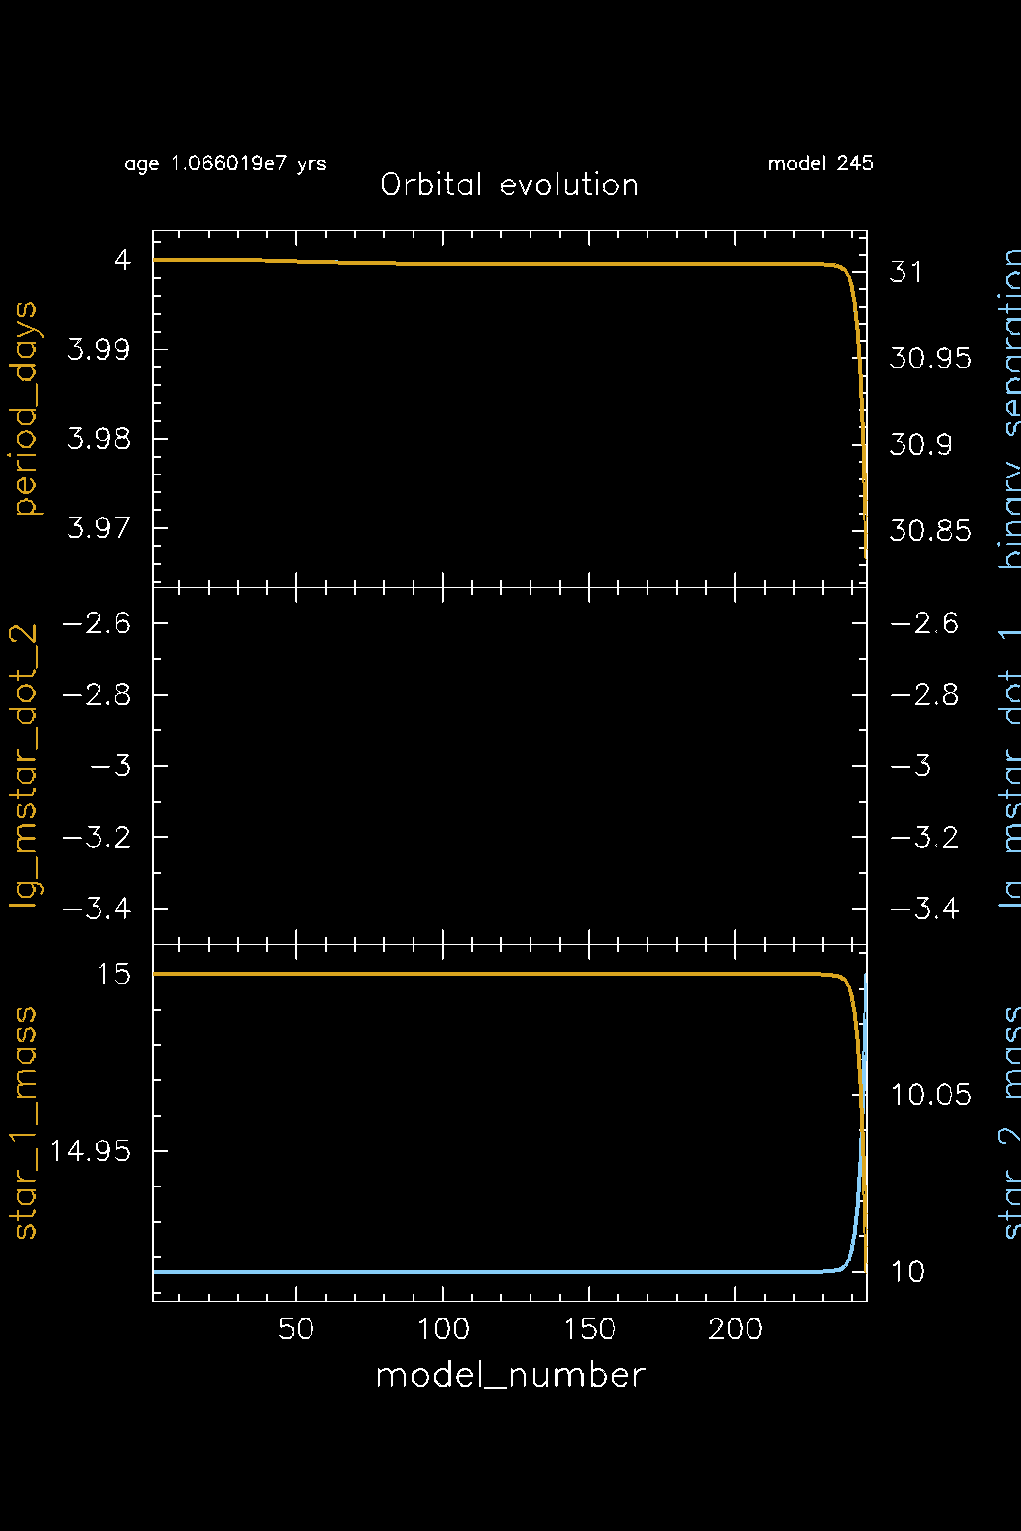 age 1.066019e7 yrs
model 245
Orbital evolution
period_days
4
3.99
3.98
3.97
31
30.95
30.9
30.85
binary_separation
lg_mstar_dot_2
-2.6
-2.8
-3
-3.2
-3.4
-2.6
-2.8
-3
-3.2
-3.4
lg_mstar_dot_1
star_1_mass
15
14.95
10.05
10
star_2_mass
50
100
150
200
model_number